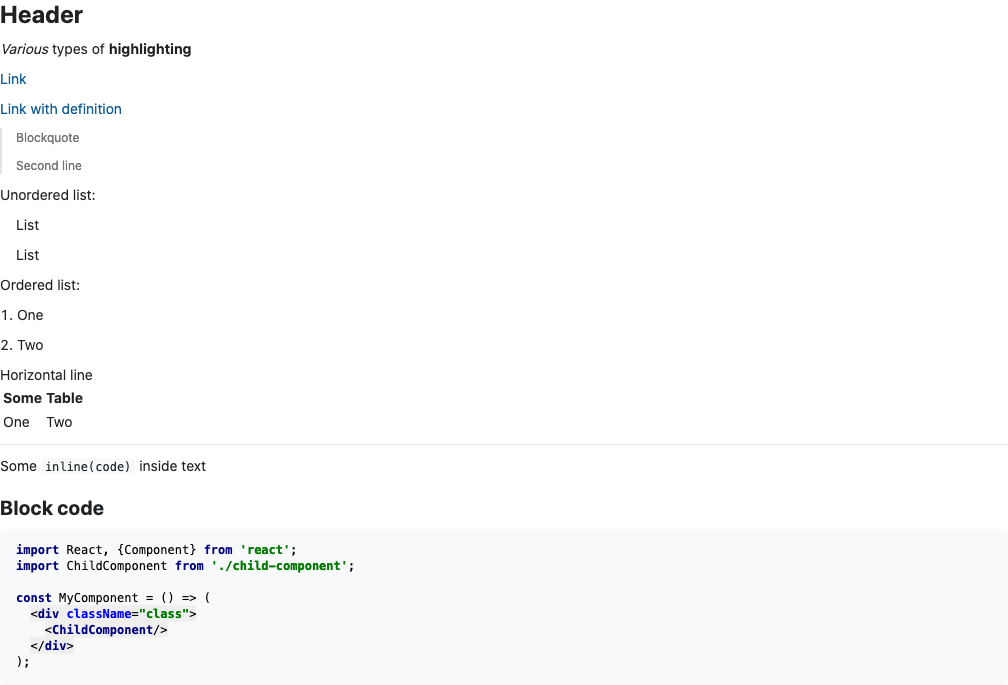 Header
Various types of highlighting
Link
Link with definition
Blockquote
Second line
Unordered list:
List
List
Ordered list:
1. One
2. Two
Horizontal line
Some Table
One Two
Some inline(code) inside text
Block code
import React, {Component} from 'react';
import ChildComponent from './child-component';

const MyComponent = () => (
  <div className="class">
    <ChildComponent/>
  </div>
);